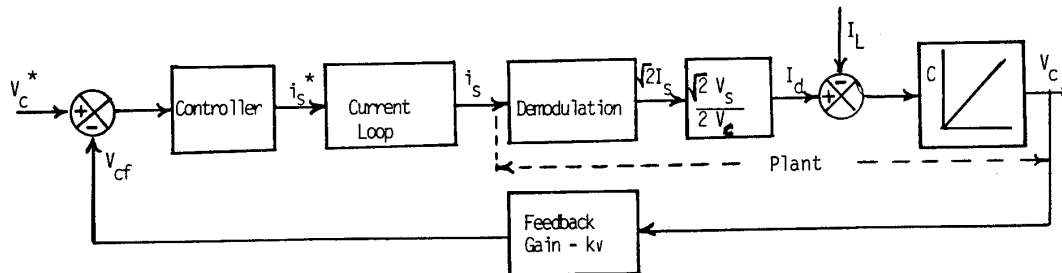 V_c^*
+
-
V_cf
Controller
i_s^*
Current
Loop
i_s
Demodulation
√2I_s
√2 V_s
2 V_c
I_d
I_L
+
-
C
V_c
Plant
Feedback
Gain - kv